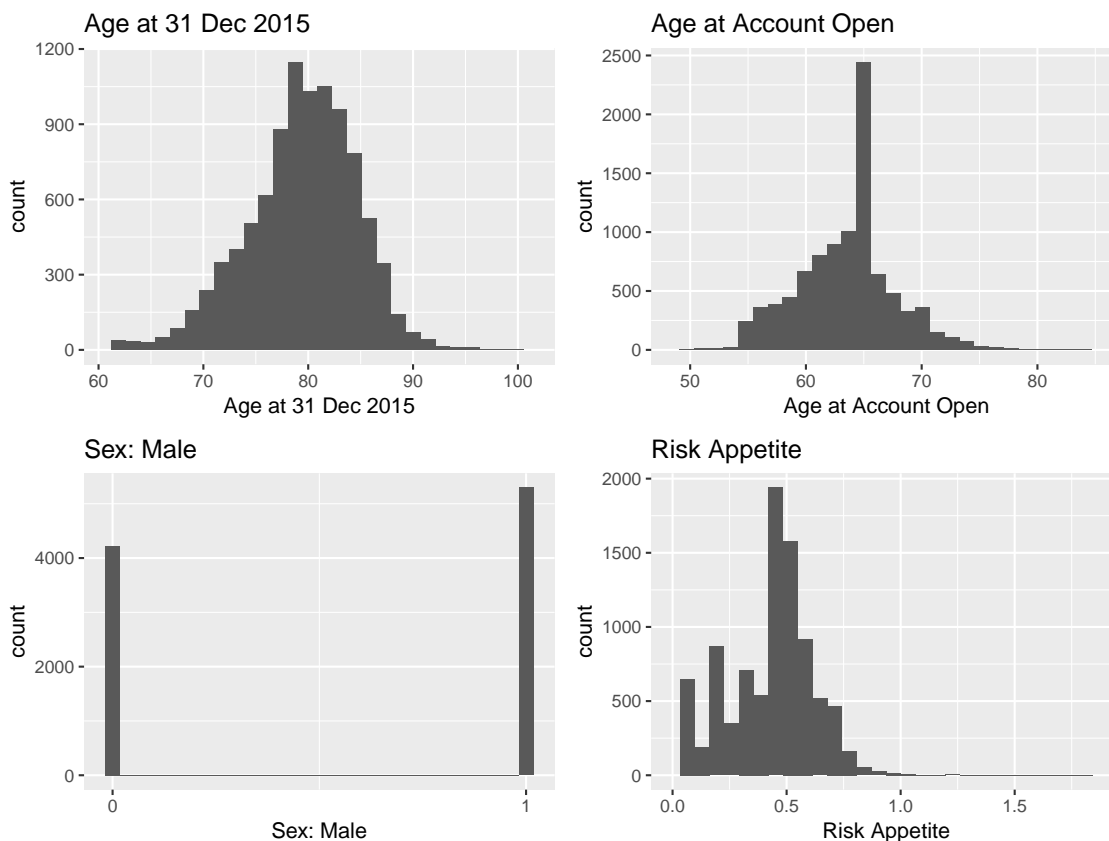 Age at 31 Dec 2015
1200
900
600
300
0
count
60 70 80 90 100
Age at 31 Dec 2015
Age at Account Open
2500
2000
1500
1000
500
0
count
50 60 70 80
Age at Account Open
Sex: Male
4000
2000
0
count
0 1
Sex: Male
Risk Appetite
2000
1500
1000
500
0
count
0.0 0.5 1.0 1.5
Risk Appetite